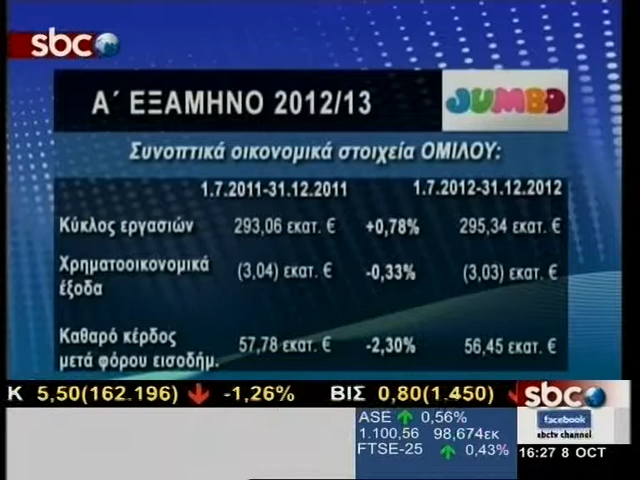 sbc
Α΄ ΕΞΑΜΗΝΟ 2012/13
JUMBO
Συνοπτικά οικονομικά στοιχεία ΟΜΙΛΟΥ:
1.7.2011-31.12.2011 1.7.2012-31.12.2012
Κύκλος εργασιών 293,06 εκατ. € +0,78% 295,34 εκατ. €
Χρηματοοικονομικά
έξοδα (3,04) εκατ. € -0,33% (3,03) εκατ. €
Καθαρό κέρδος
μετά φόρου εισοδήμ. 57,78 εκατ. € -2,30% 56,45 εκατ. €
Κ 5,50(162.196) -1,26% ΒΙΣ 0,80(1.450)
sbc
facebook
sbctv channel
ASE 0,56%
1.100,56 98,674εκ
FTSE-25 0,43%
16:27 8 OCT